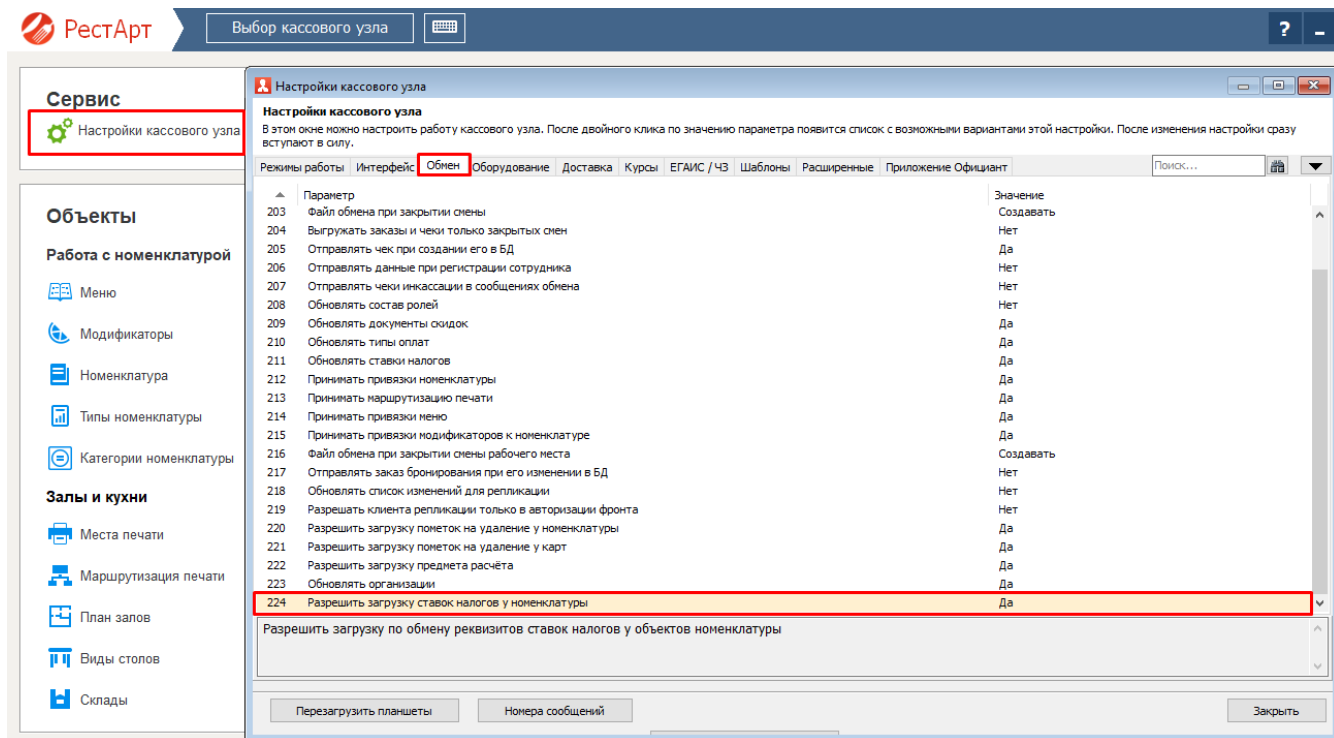 РестАрт
Выбор кассового узла
?
Сервис
Настройки кассового узла
Объекты
Работа с номенклатурой
Меню
Модификаторы
Номенклатура
Типы номенклатуры
Категории номенклатуры
Залы и кухни
Места печати
Маршрутизация печати
План залов
Виды столов
Склады
Настройки кассового узла
Настройки кассового узла
В этом окне можно настроить работу кассового узла. После двойного клика по значению параметра появится список с возможными вариантами этой настройки. После изменения настройки сразу
вступают в силу.
Режимы работы Интерфейс Обмен Оборудование Доставка Курсы ЕГАИС / ЧЗ Шаблоны Расширенные Приложение Официант Поиск...
Параметр Значение
203 Файл обмена при закрытии смены Создавать
204 Выгружать заказы и чеки только закрытых смен Нет
205 Отправлять чек при создании его в БД Да
206 Отправлять данные при регистрации сотрудника Нет
207 Отправлять чеки инкассации в сообщениях обмена Нет
208 Обновлять состав ролей Нет
209 Обновлять документы скидок Да
210 Обновлять типы оплат Да
211 Обновлять ставки налогов Да
212 Принимать привязки номенклатуры Да
213 Принимать маршрутизацию печати Да
214 Принимать привязки меню Да
215 Принимать привязки модификаторов к номенклатуре Да
216 Файл обмена при закрытии смены рабочего места Создавать
217 Отправлять заказ бронирования при его изменении в БД Нет
218 Обновлять список изменений для репликации Нет
219 Разрешать клиента репликации только в авторизации фронта Нет
220 Разрешить загрузку пометок на удаление у номенклатуры Да
221 Разрешить загрузку пометок на удаление у карт Да
222 Разрешить загрузку предмета расчёта Да
223 Обновлять организации Да
224 Разрешить загрузку ставок налогов у номенклатуры Да
Разрешить загрузку по обмену реквизитов ставок налогов у объектов номенклатуры
Перезагрузить планшеты Номера сообщений Закрыть